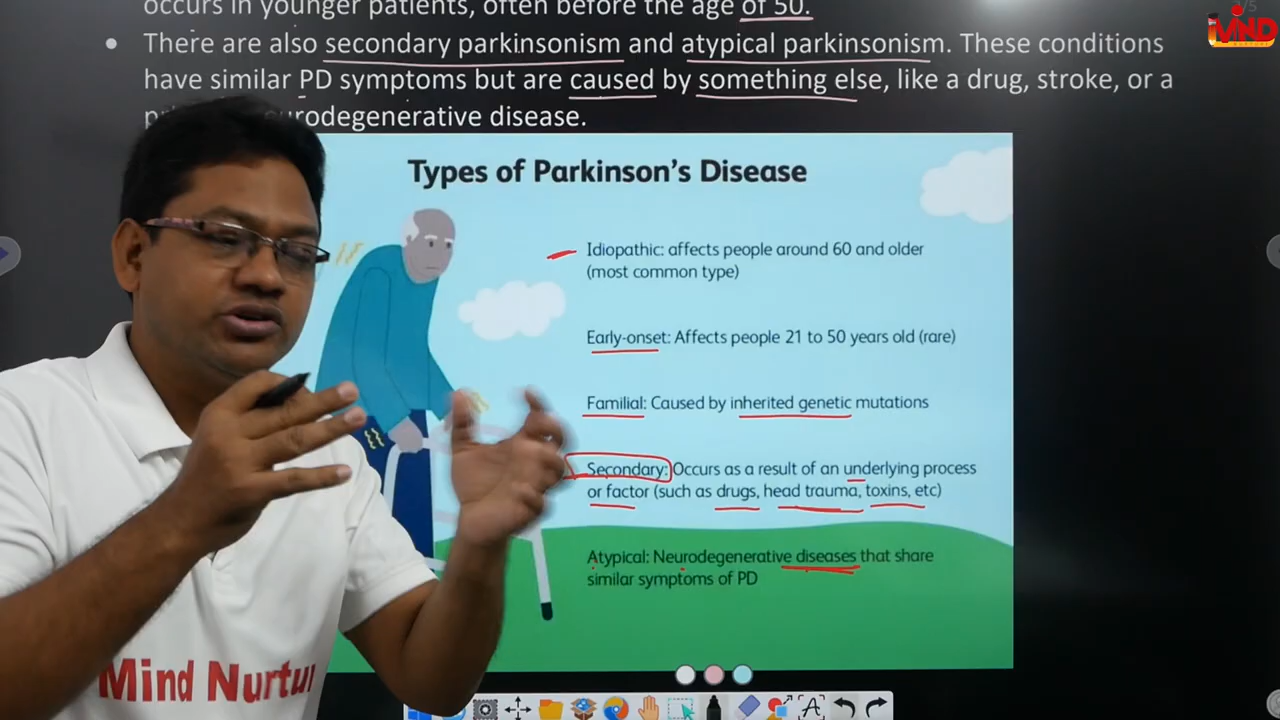 occurs in younger patients, often before the age of 50.
• There are also secondary parkinsonism and atypical parkinsonism. These conditions
have similar PD symptoms but are caused by something else, like a drug, stroke, or a
neurodegenerative disease.
MIND
Types of Parkinson's Disease
Idiopathic: affects people around 60 and older
(most common type)
Early-onset: Affects people 21 to 50 years old (rare)
Familial: Caused by inherited genetic mutations
Secondary: Occurs as a result of an underlying process
or factor (such as drugs, head trauma, toxins, etc)
Atypical: Neurodegenerative diseases that share
similar symptoms of PD
Mind Nurtur
A